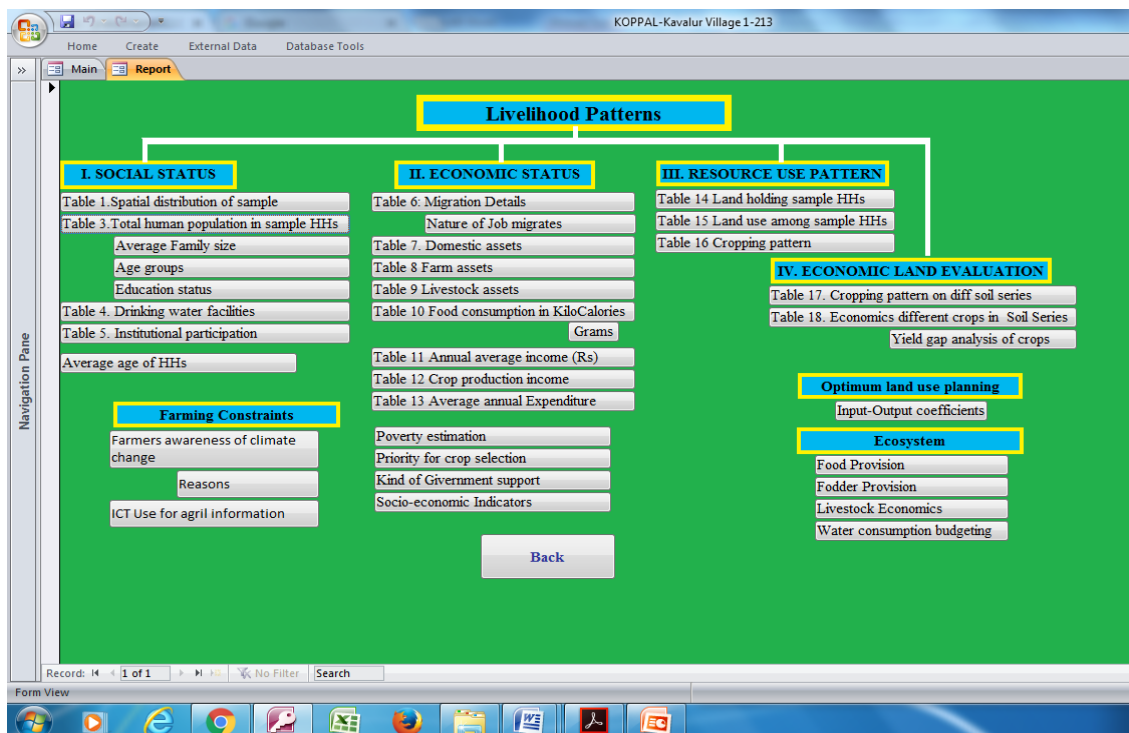 KOPPAL-Kavalur Village 1-213
Home Create External Data Database Tools
Main Report
Navigation Pane
Livelihood Patterns
I. SOCIAL STATUS
Table 1.Spatial distribution of sample
Table 3.Total human population in sample HHs
Average Family size
Age groups
Education status
Table 4. Drinking water facilities
Table 5. Institutional participation
Average age of HHs
Farming Constraints
Farmers awareness of climate
change
Reasons
ICT Use for agril information
II. ECONOMIC STATUS
Table 6: Migration Details
Nature of Job migrates
Table 7. Domestic assets
Table 8 Farm assets
Table 9 Livestock assets
Table 10 Food consumption in KiloCalories
Grams
Table 11 Annual average income (Rs)
Table 12 Crop production income
Table 13 Average annual Expenditure
Poverty estimation
Priority for crop selection
Kind of Givernment support
Socio-economic Indicators
Back
III. RESOURCE USE PATTERN
Table 14 Land holding sample HHs
Table 15 Land use among sample HHs
Table 16 Cropping pattern
IV. ECONOMIC LAND EVALUATION
Table 17. Cropping pattern on diff soil series
Table 18. Economics different crops in Soil Series
Yield gap analysis of crops
Optimum land use planning
Input-Output coefficients
Ecosystem
Food Provision
Fodder Provision
Livestock Economics
Water consumption budgeting
Record: 1 of 1 No Filter Search
Form View